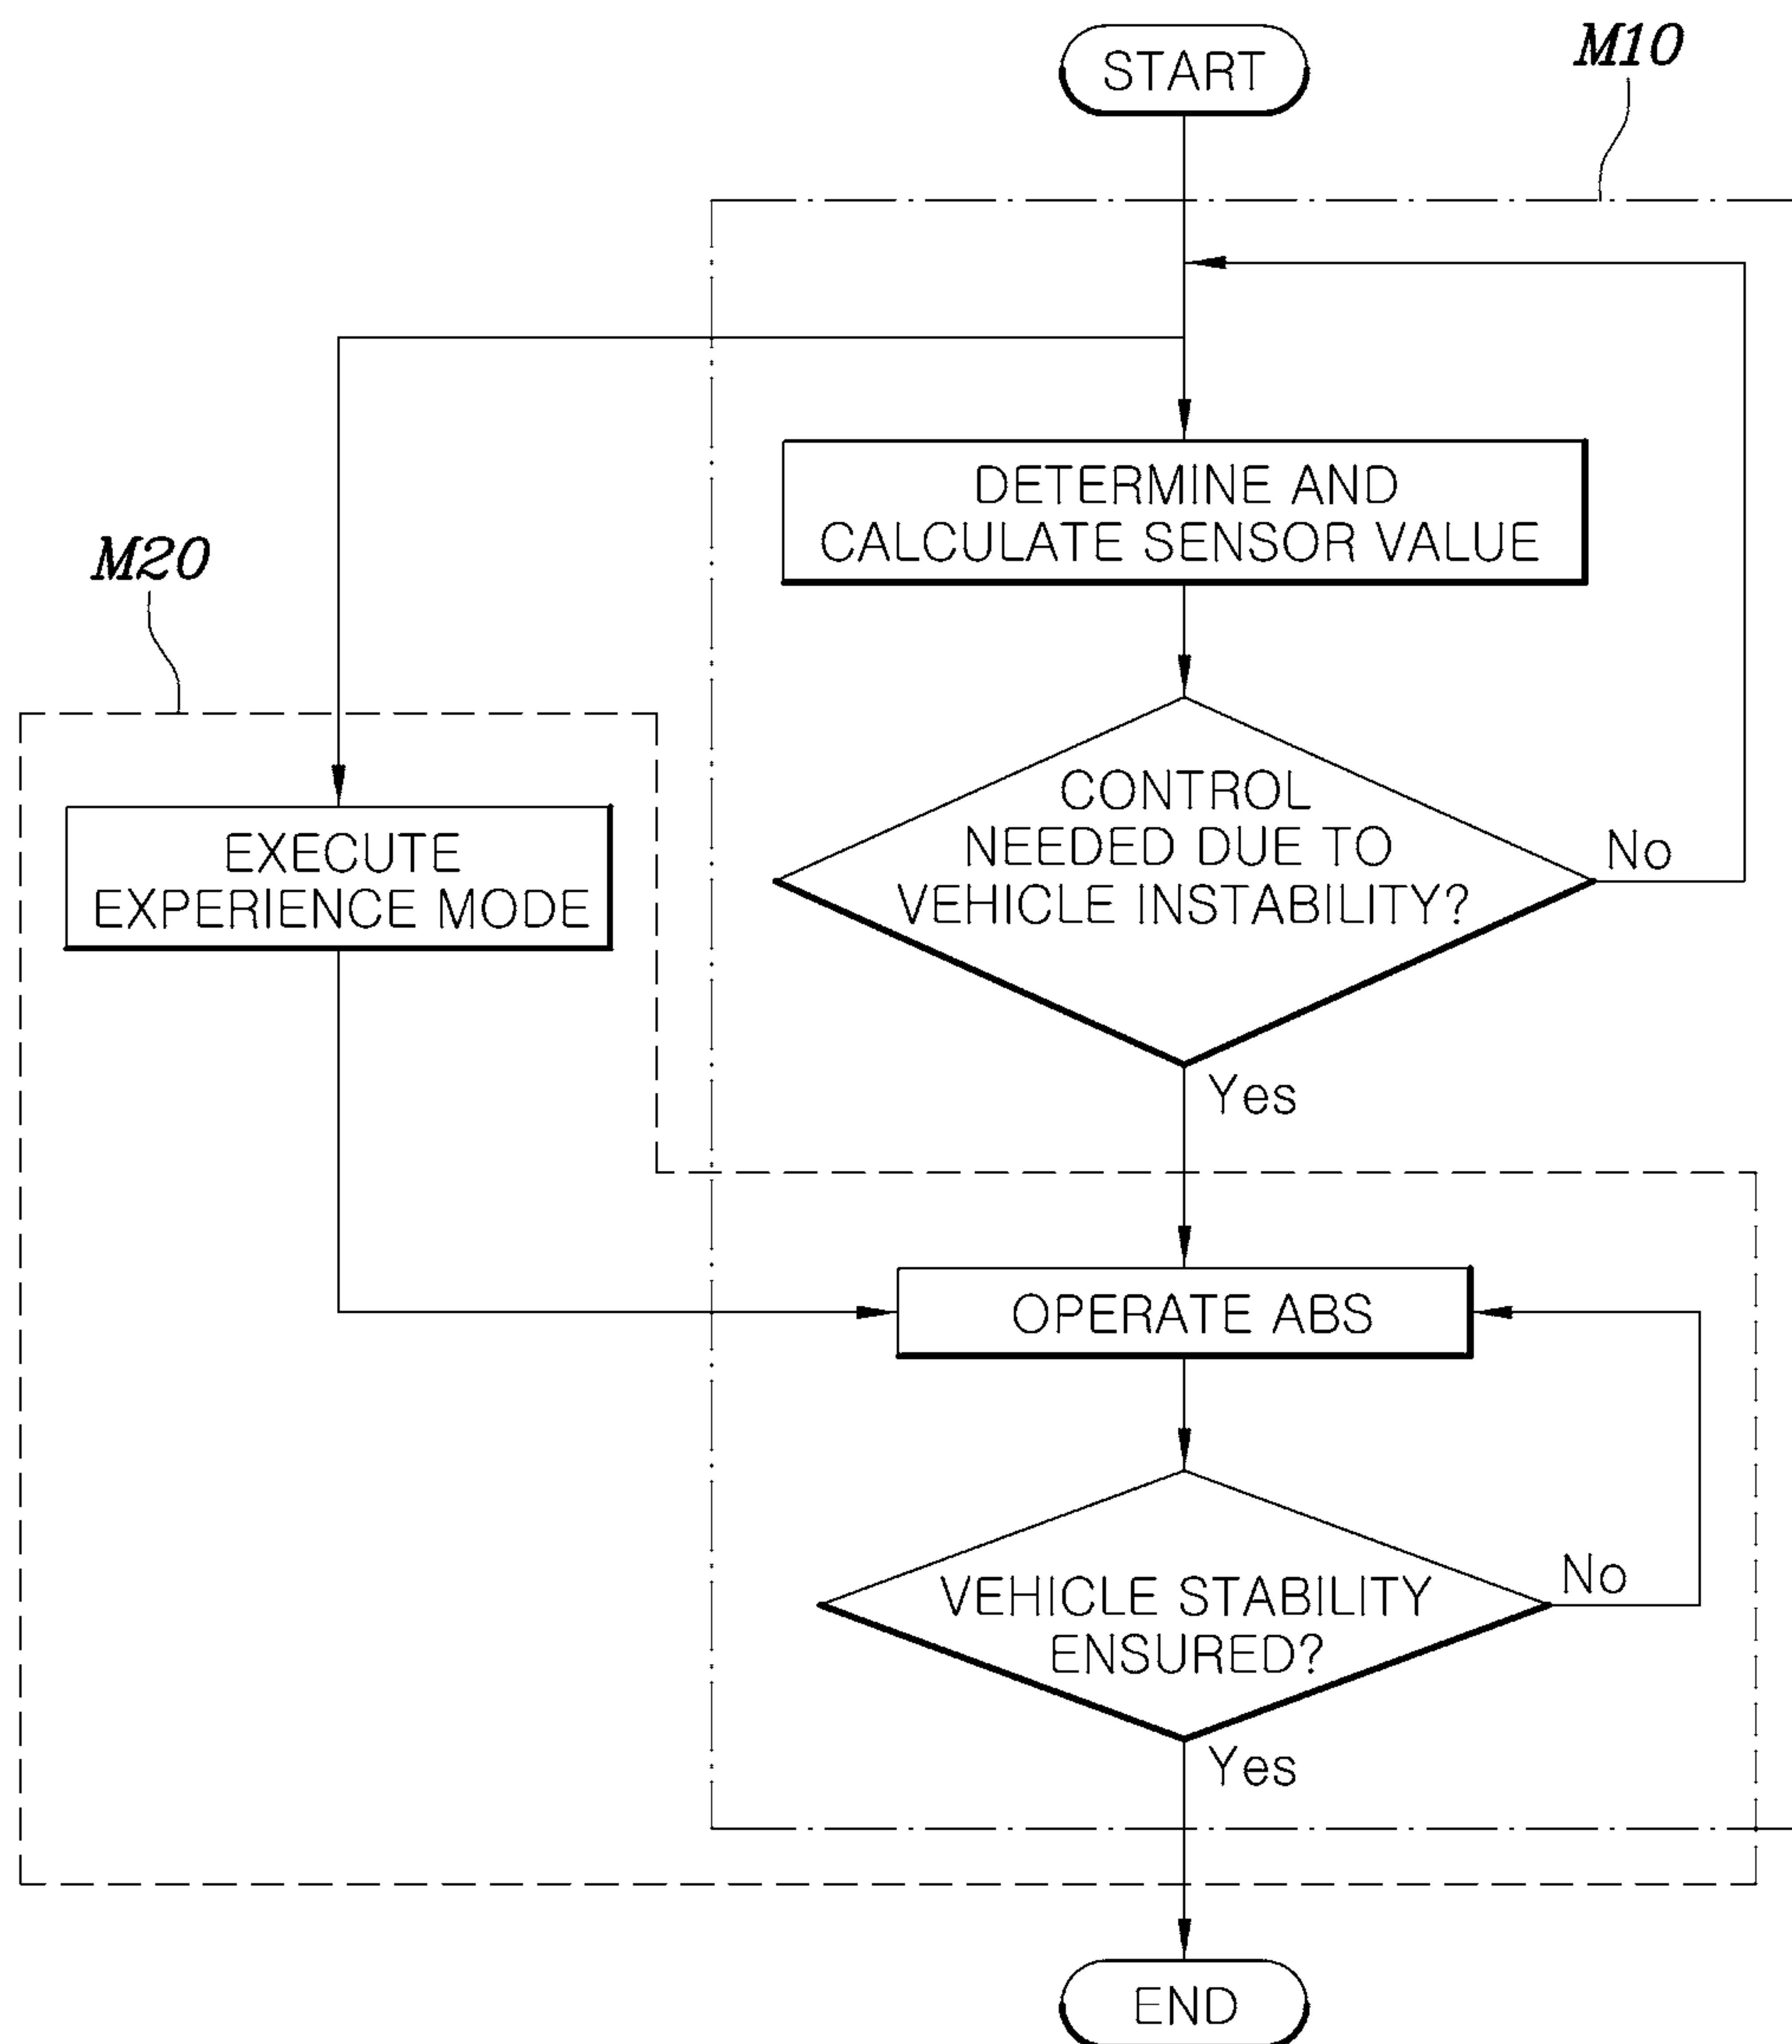 START
M10
DETERMINE AND
CALCULATE SENSOR VALUE
M20
CONTROL
NEEDED DUE TO
VEHICLE INSTABILITY?
No
EXECUTE
EXPERIENCE MODE
Yes
OPERATE ABS
VEHICLE STABILITY
ENSURED?
No
Yes
END